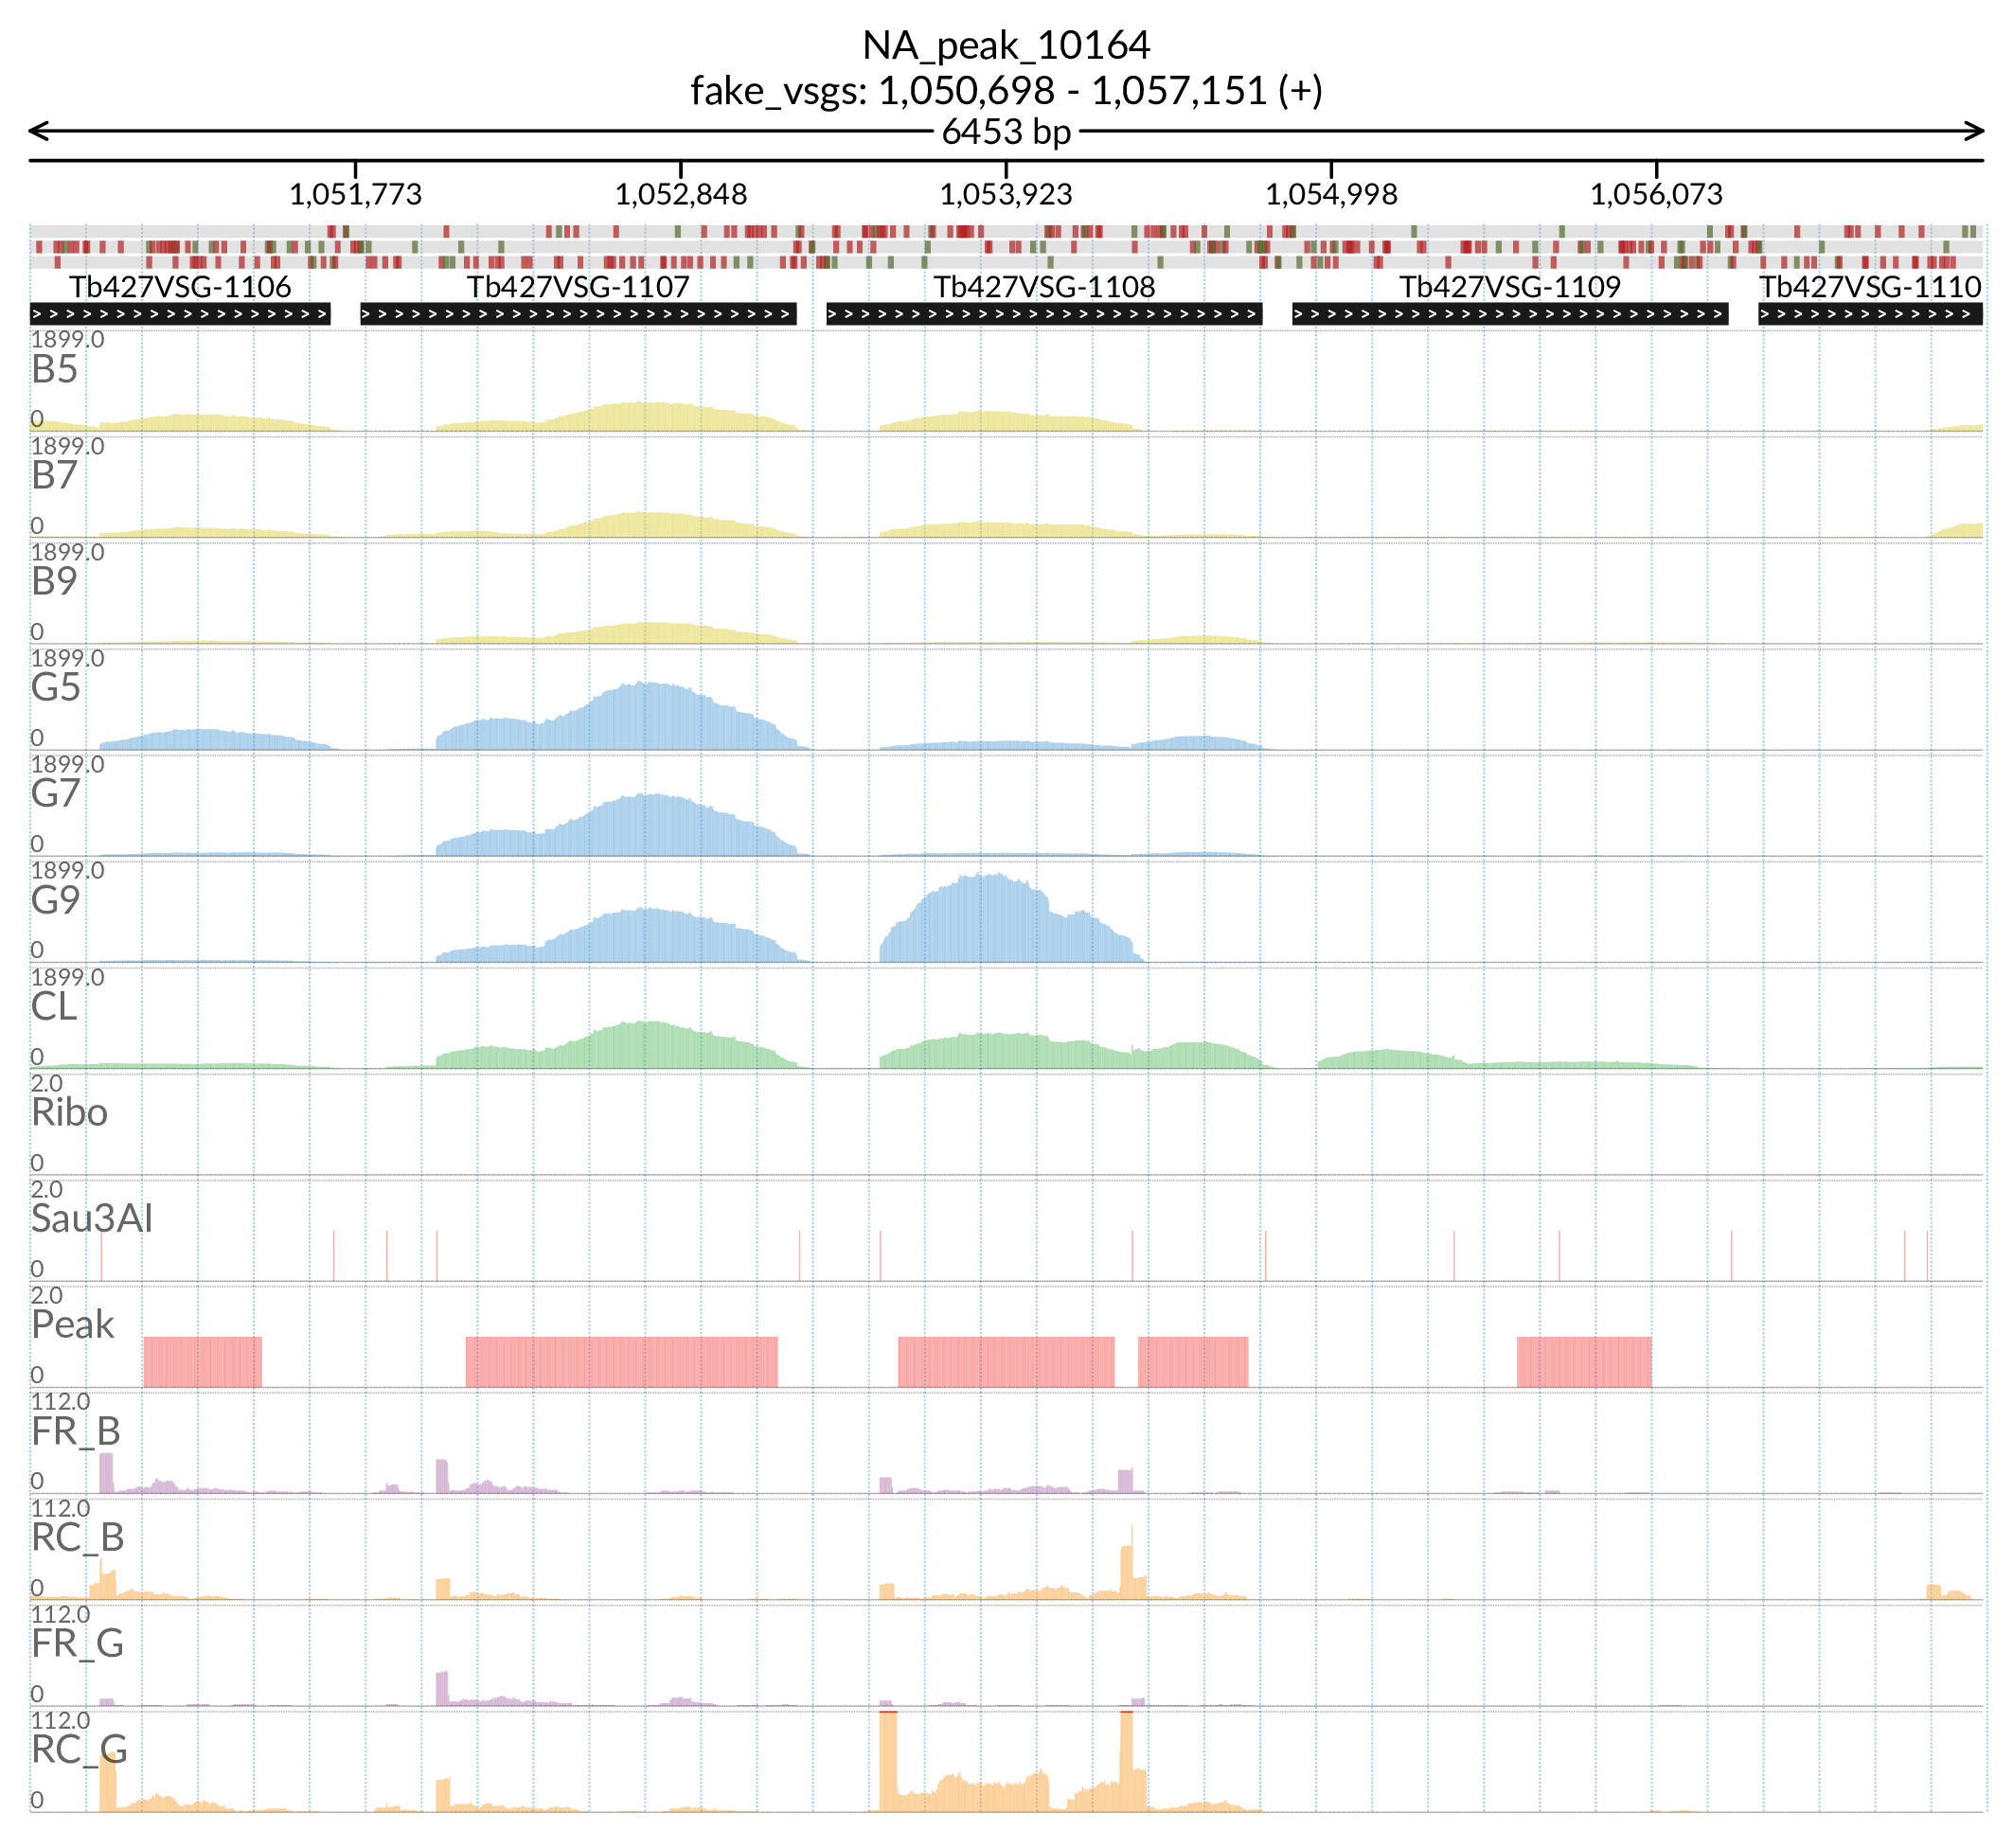 NA_peak_10164
fake_vsgs: 1,050,698 - 1,057,151 (+)
6453 bp
1,051,773 1,052,848 1,053,923 1,054,998 1,056,073
Tb427VSG-1106 Tb427VSG-1107 Tb427VSG-1108 Tb427VSG-1109 Tb427VSG-1110
1899.0
B5
0
1899.0
B7
0
1899.0
B9
0
1899.0
G5
0
1899.0
G7
0
1899.0
G9
0
1899.0
CL
0
2.0
Ribo
0
2.0
Sau3AI
0
2.0
Peak
0
112.0
FR_B
0
112.0
RC_B
0
112.0
FR_G
0
112.0
RC_G
0